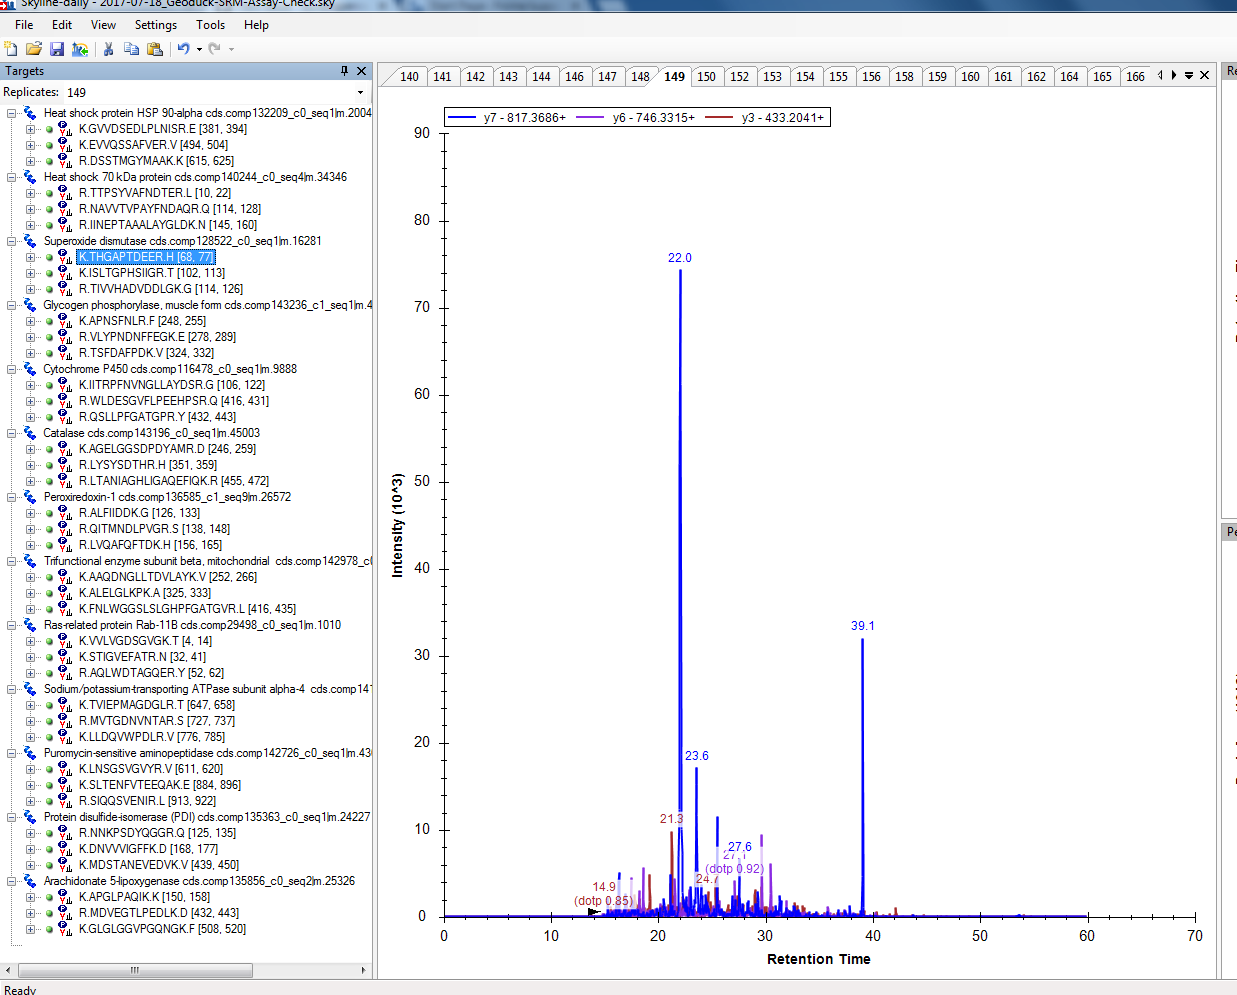 Skyline-daily - 2017-07-18_Geoduck-SRM-Assay-Check.sky
File Edit View Settings Tools Help
Targets
Replicates: 149
Heat shock protein HSP 90-alpha cds.comp132209_c0_seq1|m.2004
K.GVVDSEDLPLNISR.E [381, 394]
K.EVVQSSAFVER.V [494, 504]
R.DSSTMGYMAAK.K [615, 625]
Heat shock 70 kDa protein cds.comp140244_c0_seq4|m.34346
R.TTPSYVAFNDTER.L [10, 22]
R.NAVVTVPAYFNDAQR.Q [114, 128]
R.IINEPTAAALAYGLDK.N [145, 160]
Superoxide dismutase cds.comp128522_c0_seq1|m.16281
K.THGAPTDEER.H [68, 77]
K.ISLTGPHSIIGR.T [102, 113]
R.TIVVHADVDDLGK.G [114, 126]
Glycogen phosphorylase, muscle form cds.comp143236_c1_seq1|m.4
K.APNSFNLR.F [248, 255]
R.VLYPNDNFFEGK.E [278, 289]
R.TSFDAFPDK.V [324, 332]
Cytochrome P450 cds.comp116478_c0_seq1|m.9888
K.IITRPFNVNGLLAYDSR.G [106, 122]
R.WLDESGVFLPEEHPSR.Q [416, 431]
R.QSLLPFGATGPR.Y [432, 443]
Catalase cds.comp143196_c0_seq1|m.45003
K.AGELGGSDPDYAMR.D [246, 259]
R.LYSYSDTHR.H [351, 359]
R.LTANIAGHLIGAQEFIQK.R [455, 472]
Peroxiredoxin-1 cds.comp136585_c1_seq9|m.26572
R.ALFIIDDK.G [126, 133]
R.QITMNDLPVGR.S [138, 148]
R.LVQAFQFTDK.H [156, 165]
Trifunctional enzyme subunit beta, mitochondrial cds.comp142978_c0
K.AAQDNGLLTDVLAYK.V [252, 266]
K.ALELGLKPK.A [325, 333]
K.FNLWGGSLSLGHPFGATGVR.L [416, 435]
Ras-related protein Rab-11B cds.comp29498_c0_seq1|m.1010
K.VVLVGDSGVGK.T [4, 14]
K.STIGVEFATR.N [32, 41]
R.AQLWDTAGQER.Y [52, 62]
Sodium/potassium-transporting ATPase subunit alpha-4 cds.comp147
K.TVIEPMAGDGLR.T [647, 658]
R.MVTGDNVNTAR.S [727, 737]
K.LLDQVWPDLR.V [776, 785]
Puromycin-sensitive aminopeptidase cds.comp142726_c0_seq1|m.43
K.LNSGSVGVYR.V [611, 620]
K.SLTENFVTEEQAK.E [884, 896]
R.SIQQSVENIR.L [913, 922]
Protein disulfide-isomerase (PDI) cds.comp135363_c0_seq1|m.24227
R.NNKPSDYQGGR.Q [125, 135]
K.DNVVVIGFFK.D [168, 177]
K.MDSTANEVEDVK.V [439, 450]
Arachidonate 5-lipoxygenase cds.comp135856_c0_seq2|m.25326
K.APGLPAQIK.K [150, 158]
R.MDVEGTLPEDLK.D [432, 443]
K.GLGLGGVPGQNGK.F [508, 520]
Ready
140 141 142 143 144 146 147 148 149 150 152 153 154 155 156 158 159 160 161 162 164 165 166
y7 - 817.3686+ y6 - 746.3315+ y3 - 433.2041+
Intensity (10^3)
90
80
70
60
50
40
30
20
10
0
22.0
39.1
23.6
21.3
27.6
(dotp 0.92)
24.7
14.9
(dotp 0.85)
0 10 20 30 40 50 60 70
Retention Time
Re
Pe